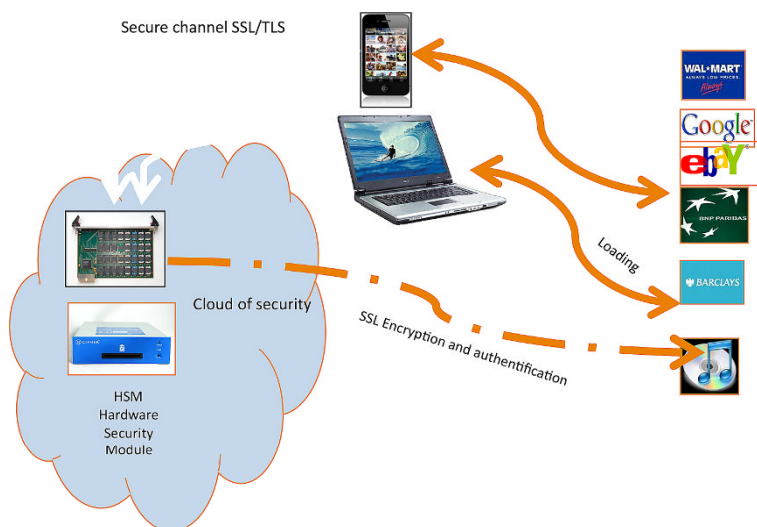 Secure channel SSL/TLS
WAL★MART
ALWAYS LOW PRICES.
Always
Google
ebaY
BNP PARIBAS
Loading
BARCLAYS
Cloud of security
SSL Encryption and authentification
HSM
Hardware
Security
Module